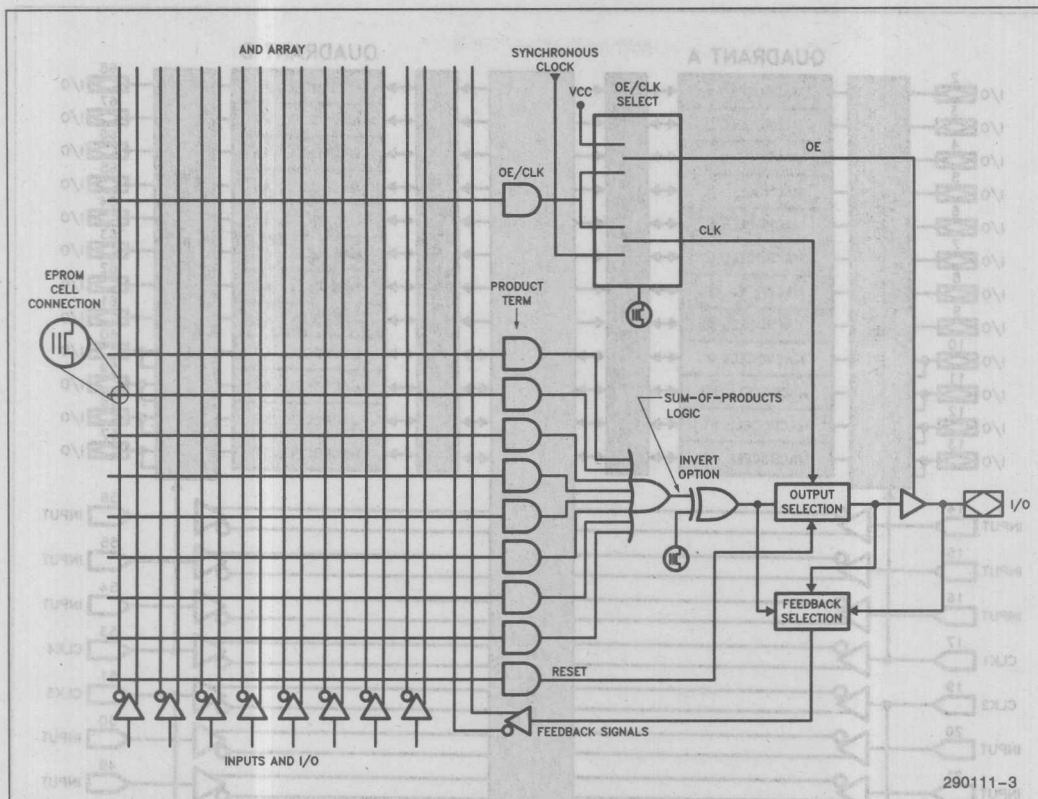 AND ARRAY
SYNCHRONOUS
CLOCK
VCC
OE/CLK
SELECT
OE
OE/CLK
CLK
EPROM
CELL
CONNECTION
PRODUCT
TERM
SUM-OF-PRODUCTS
LOGIC
INVERT
OPTION
OUTPUT
SELECTION
I/O
FEEDBACK
SELECTION
RESET
FEEDBACK SIGNALS
INPUTS AND I/O
290111-3